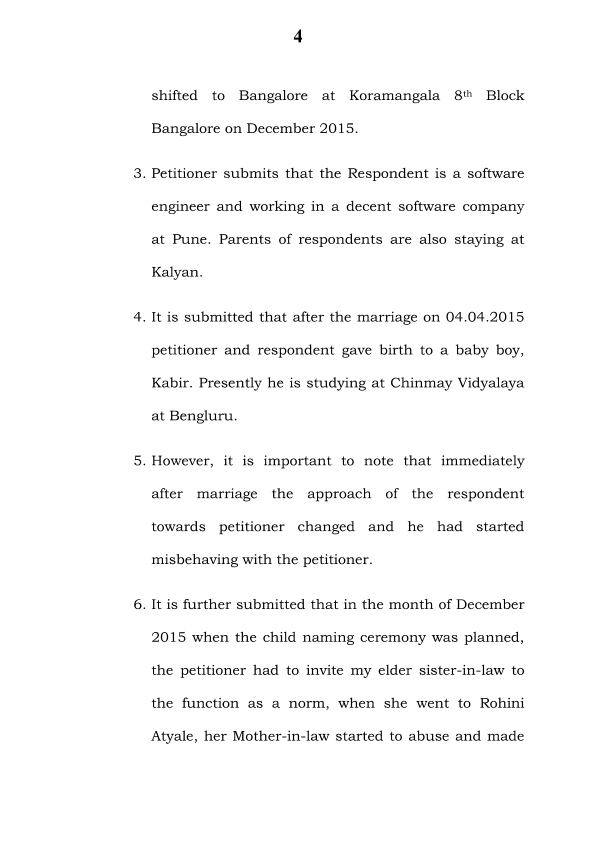 4
shifted to Bangalore at Koramangala 8th Block
Bangalore on December 2015.
3. Petitioner submits that the Respondent is a software
engineer and working in a decent software company
at Pune. Parents of respondents are also staying at
Kalyan.
4. It is submitted that after the marriage on 04.04.2015
petitioner and respondent gave birth to a baby boy,
Kabir. Presently he is studying at Chinmay Vidyalaya
at Bengluru.
5. However, it is important to note that immediately
after marriage the approach of the respondent
towards petitioner changed and he had started
misbehaving with the petitioner.
6. It is further submitted that in the month of December
2015 when the child naming ceremony was planned,
the petitioner had to invite my elder sister-in-law to
the function as a norm, when she went to Rohini
Atyale, her Mother-in-law started to abuse and made